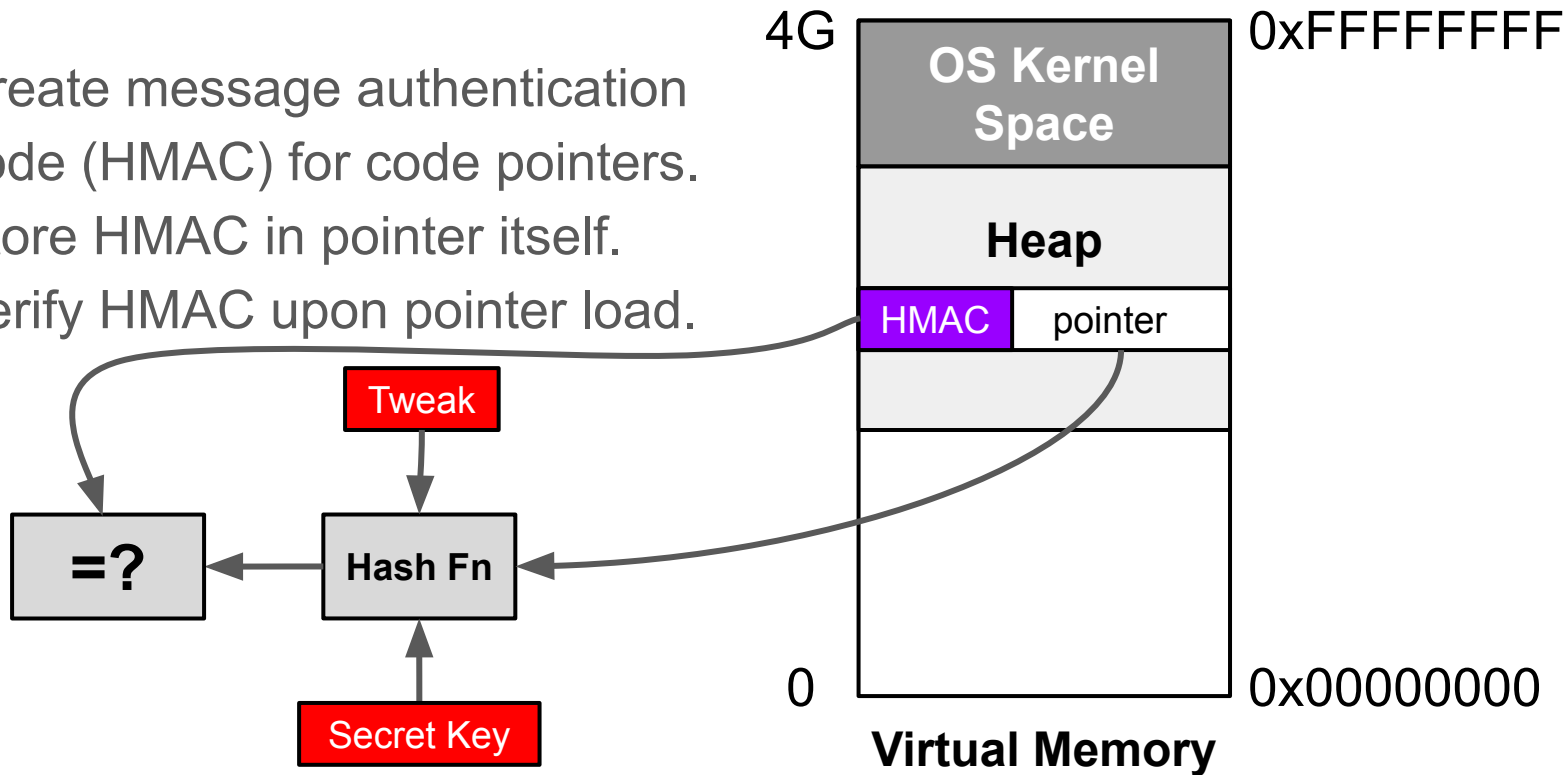 reate message authentication
ode (HMAC) for code pointers.
ore HMAC in pointer itself.
erify HMAC upon pointer load.
4G
0xFFFFFFFF
OS Kernel
Space
Heap
HMAC
pointer
Tweak
=?
Hash Fn
Secret Key
0
0x00000000
Virtual Memory